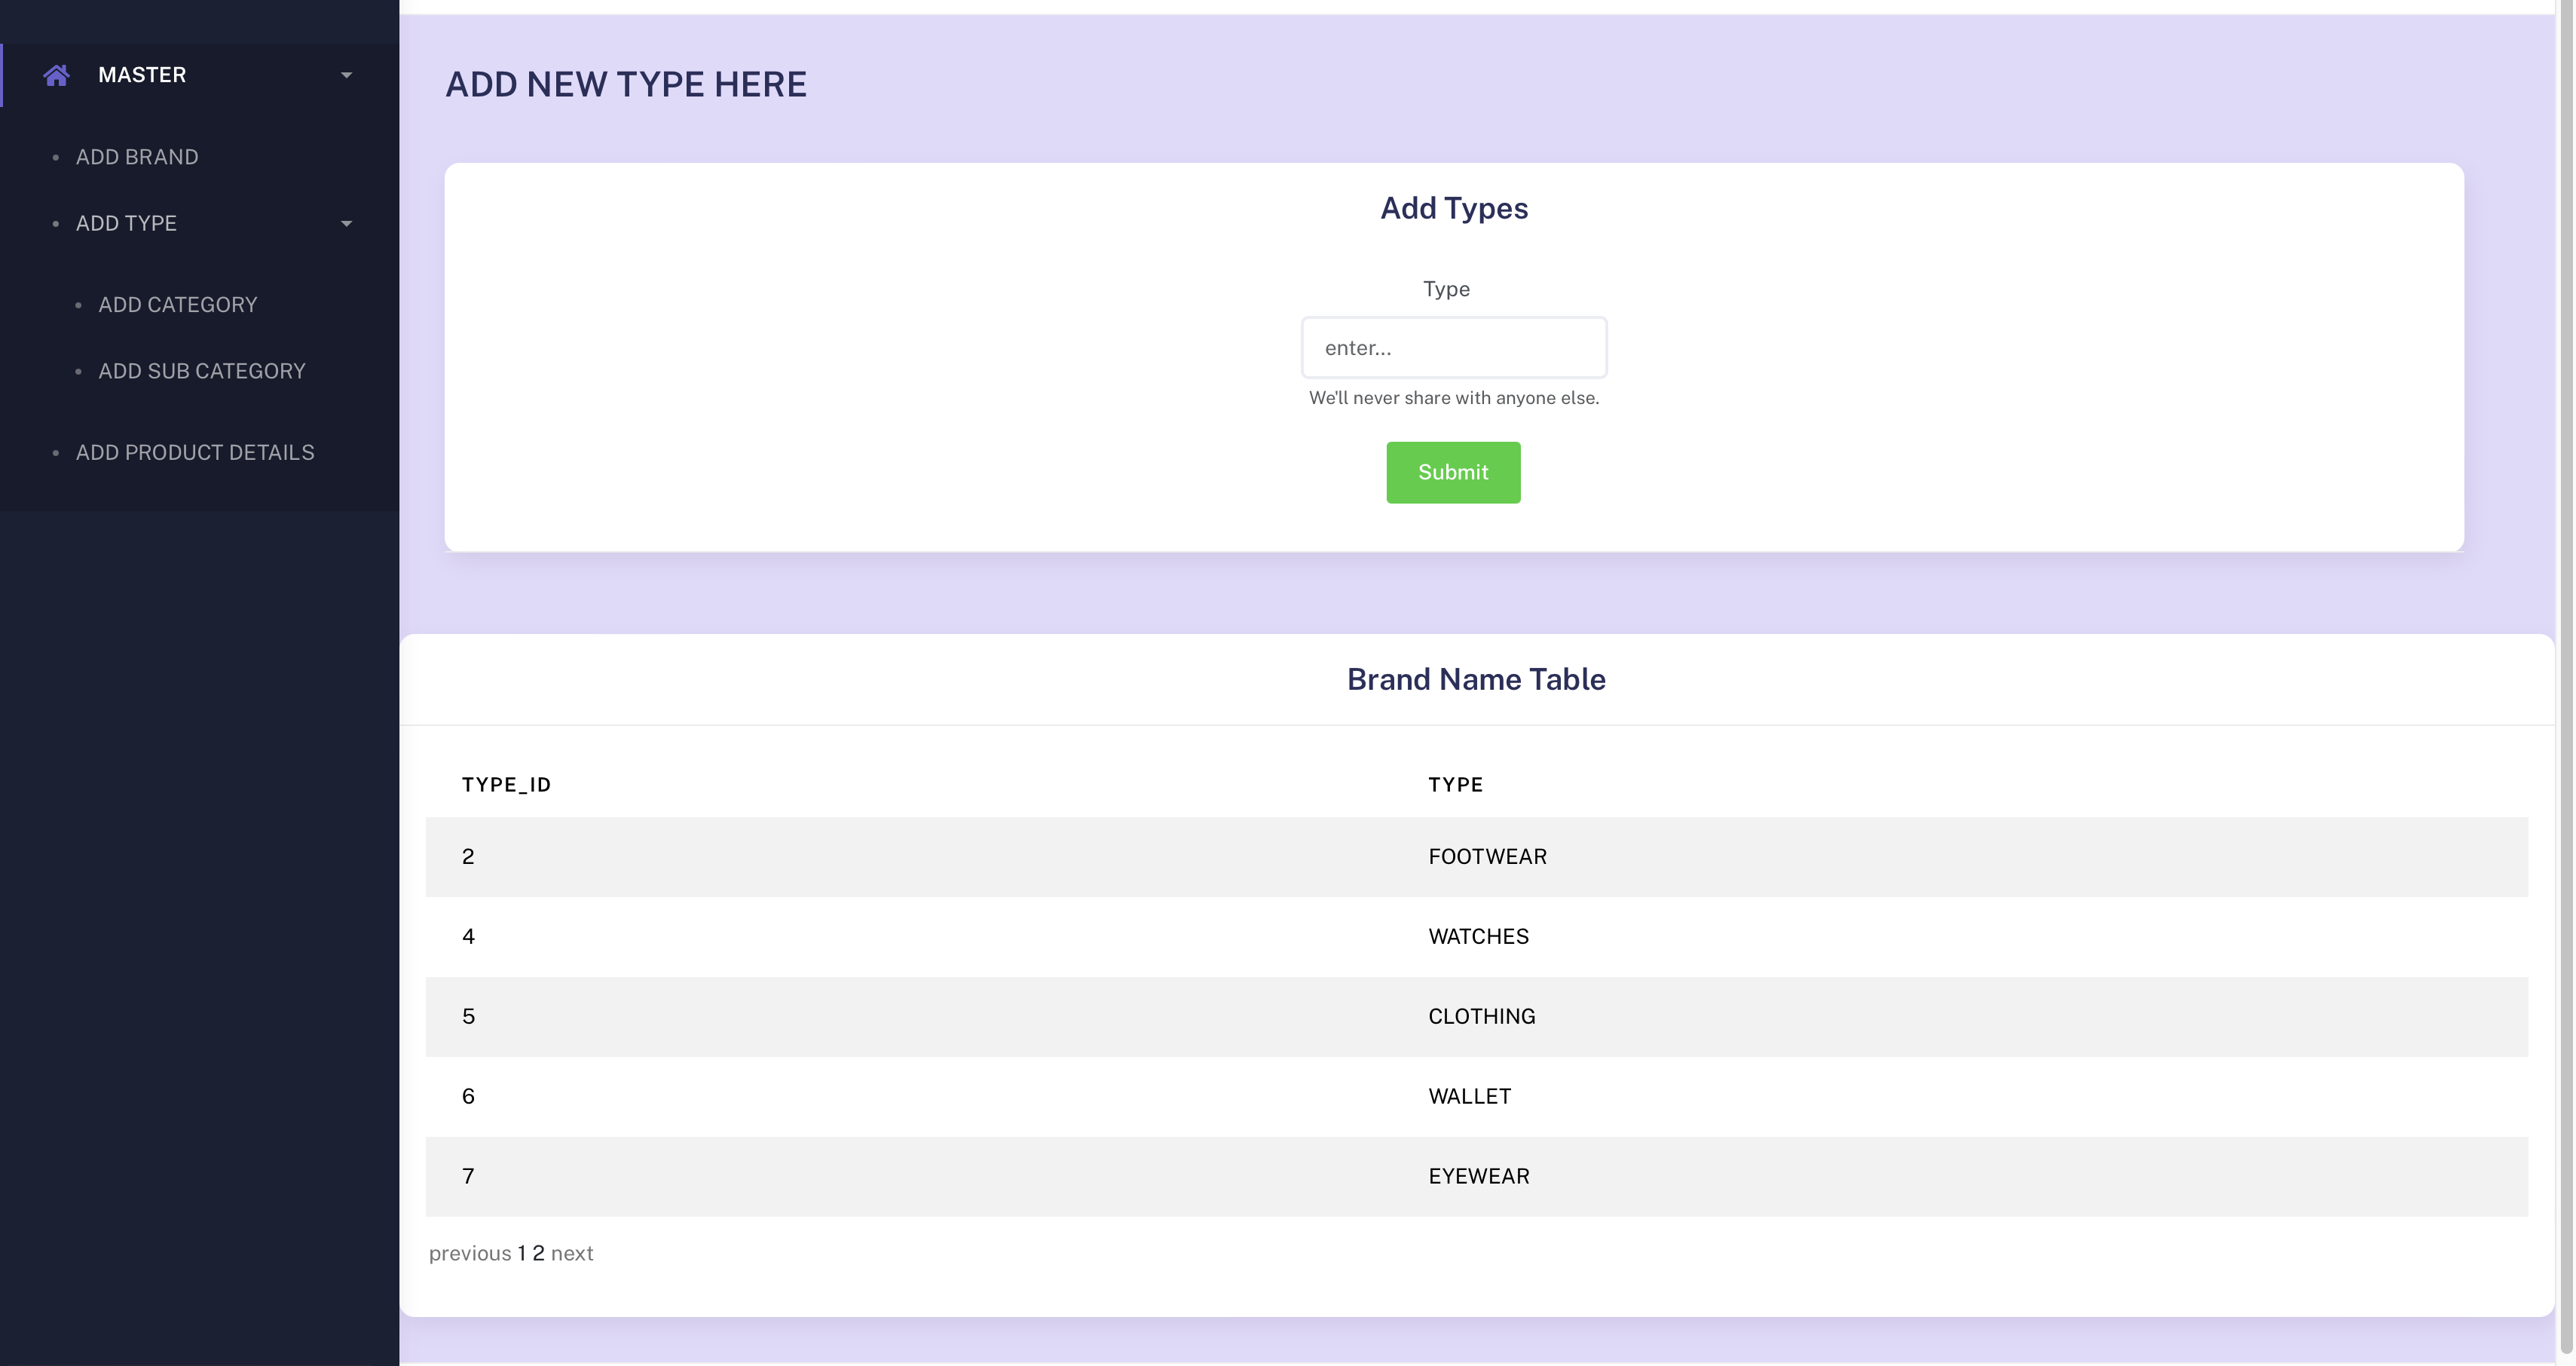 MASTER
ADD BRAND
ADD TYPE
ADD CATEGORY
ADD SUB CATEGORY
ADD PRODUCT DETAILS
ADD NEW TYPE HERE
Add Types
Type
enter...
We'll never share with anyone else.
Submit
Brand Name Table
TYPE_ID TYPE
2 FOOTWEAR
4 WATCHES
5 CLOTHING
6 WALLET
7 EYEWEAR
previous 1 2 next